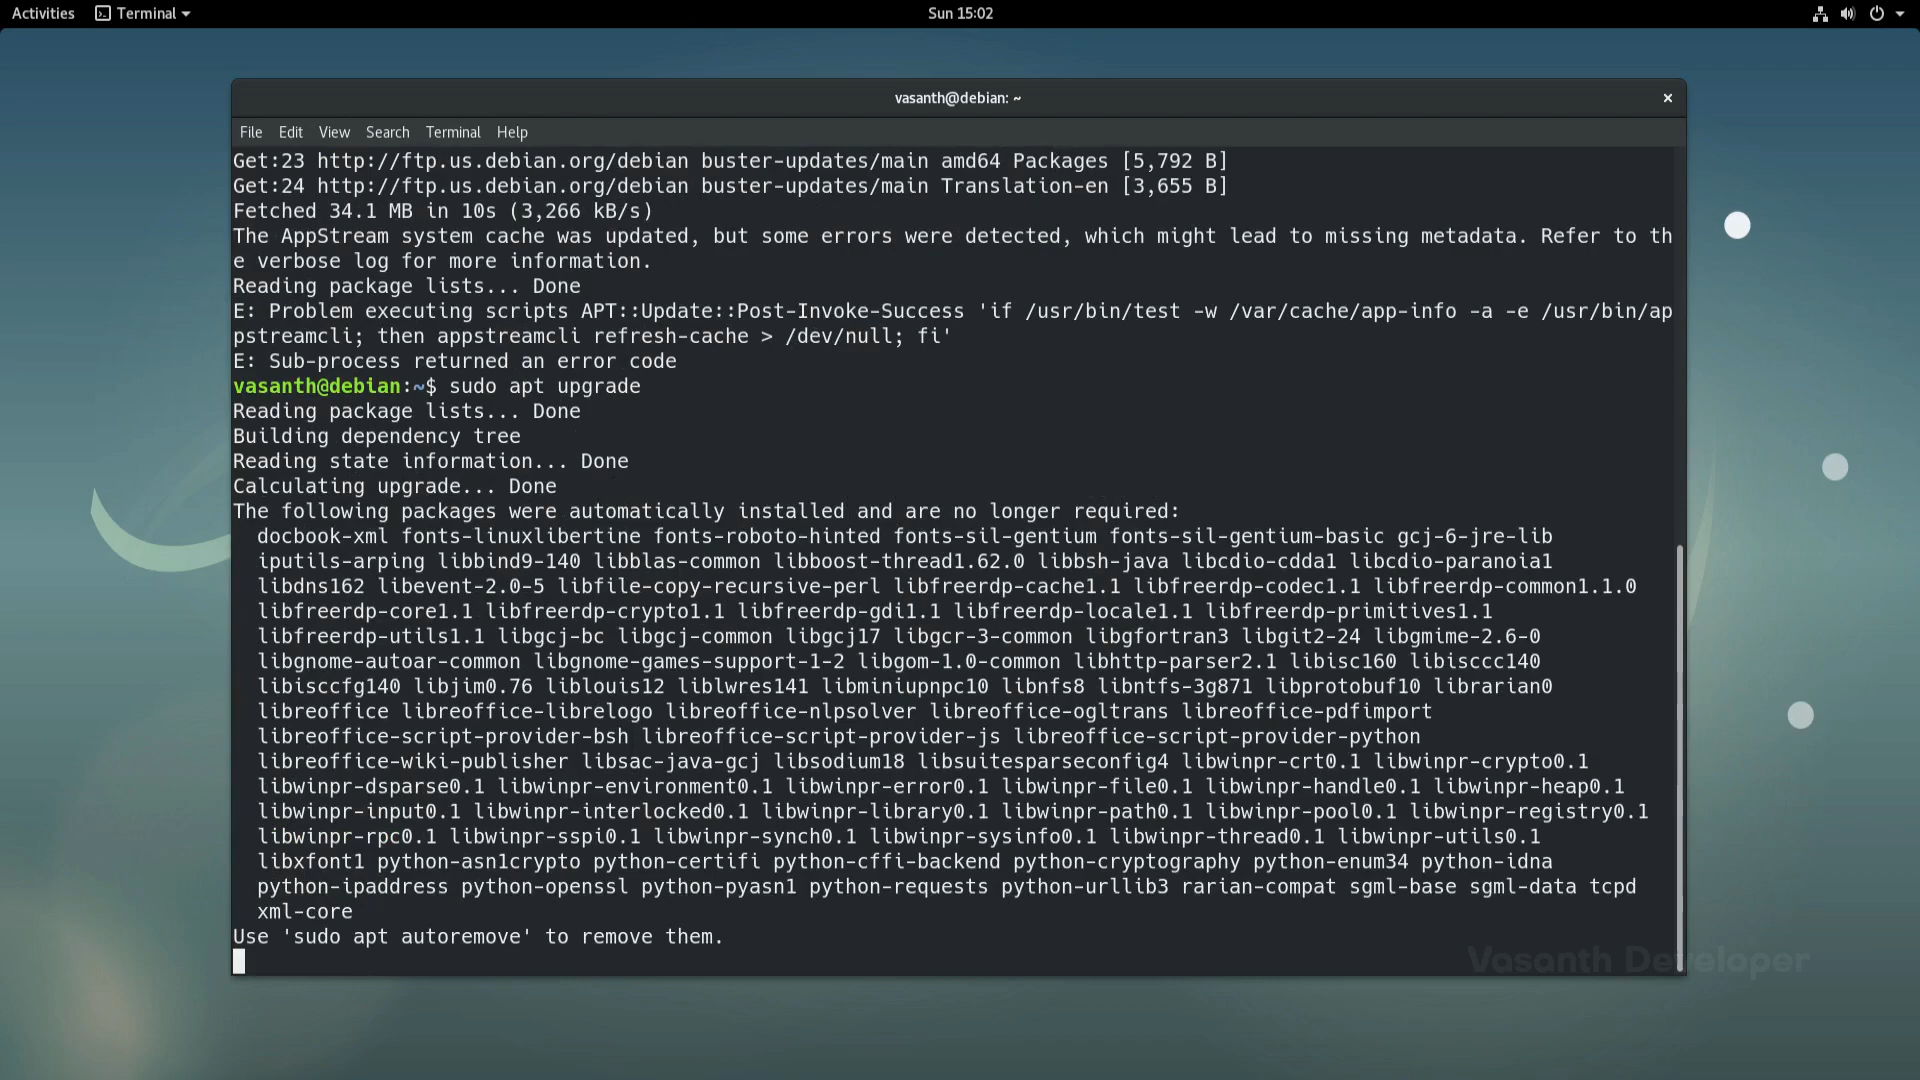 Activities Terminal Sun 15:02
vasanth@debian: ~ ×
File Edit View Search Terminal Help
Get:23 http://ftp.us.debian.org/debian buster-updates/main amd64 Packages [5,792 B]
Get:24 http://ftp.us.debian.org/debian buster-updates/main Translation-en [3,655 B]
Fetched 34.1 MB in 10s (3,266 kB/s)
The AppStream system cache was updated, but some errors were detected, which might lead to missing metadata. Refer to th
e verbose log for more information.
Reading package lists... Done
E: Problem executing scripts APT::Update::Post-Invoke-Success 'if /usr/bin/test -w /var/cache/app-info -a -e /usr/bin/ap
pstreamcli; then appstreamcli refresh-cache > /dev/null; fi'
E: Sub-process returned an error code
vasanth@debian:~$ sudo apt upgrade
Reading package lists... Done
Building dependency tree
Reading state information... Done
Calculating upgrade... Done
The following packages were automatically installed and are no longer required:
docbook-xml fonts-linuxlibertine fonts-roboto-hinted fonts-sil-gentium fonts-sil-gentium-basic gcj-6-jre-lib
iputils-arping libbind9-140 libblas-common libboost-thread1.62.0 libbsh-java libcdio-cdda1 libcdio-paranoia1
libdns162 libevent-2.0-5 libfile-copy-recursive-perl libfreerdp-cache1.1 libfreerdp-codec1.1 libfreerdp-common1.1.0
libfreerdp-core1.1 libfreerdp-crypto1.1 libfreerdp-gdi1.1 libfreerdp-locale1.1 libfreerdp-primitives1.1
libfreerdp-utils1.1 libgcj-bc libgcj-common libgcj17 libgcr-3-common libgfortran3 libgit2-24 libgmime-2.6-0
libgnome-autoar-common libgnome-games-support-1-2 libgom-1.0-common libhttp-parser2.1 libisc160 libisccc140
libisccfg140 libjim0.76 liblouis12 liblwres141 libminiupnpc10 libnfs8 libntfs-3g871 libprotobuf10 librarian0
libreoffice libreoffice-librelogo libreoffice-nlpsolver libreoffice-ogltrans libreoffice-pdfimport
libreoffice-script-provider-bsh libreoffice-script-provider-js libreoffice-script-provider-python
libreoffice-wiki-publisher libsac-java-gcj libsodium18 libsuitesparseconfig4 libwinpr-crt0.1 libwinpr-crypto0.1
libwinpr-dsparse0.1 libwinpr-environment0.1 libwinpr-error0.1 libwinpr-file0.1 libwinpr-handle0.1 libwinpr-heap0.1
libwinpr-input0.1 libwinpr-interlocked0.1 libwinpr-library0.1 libwinpr-path0.1 libwinpr-pool0.1 libwinpr-registry0.1
libwinpr-rpc0.1 libwinpr-sspi0.1 libwinpr-synch0.1 libwinpr-sysinfo0.1 libwinpr-thread0.1 libwinpr-utils0.1
libxfont1 python-asn1crypto python-certifi python-cffi-backend python-cryptography python-enum34 python-idna
python-ipaddress python-openssl python-pyasn1 python-requests python-urllib3 rarian-compat sgml-base sgml-data tcpd
xml-core
Use 'sudo apt autoremove' to remove them.
Vasanth Developer